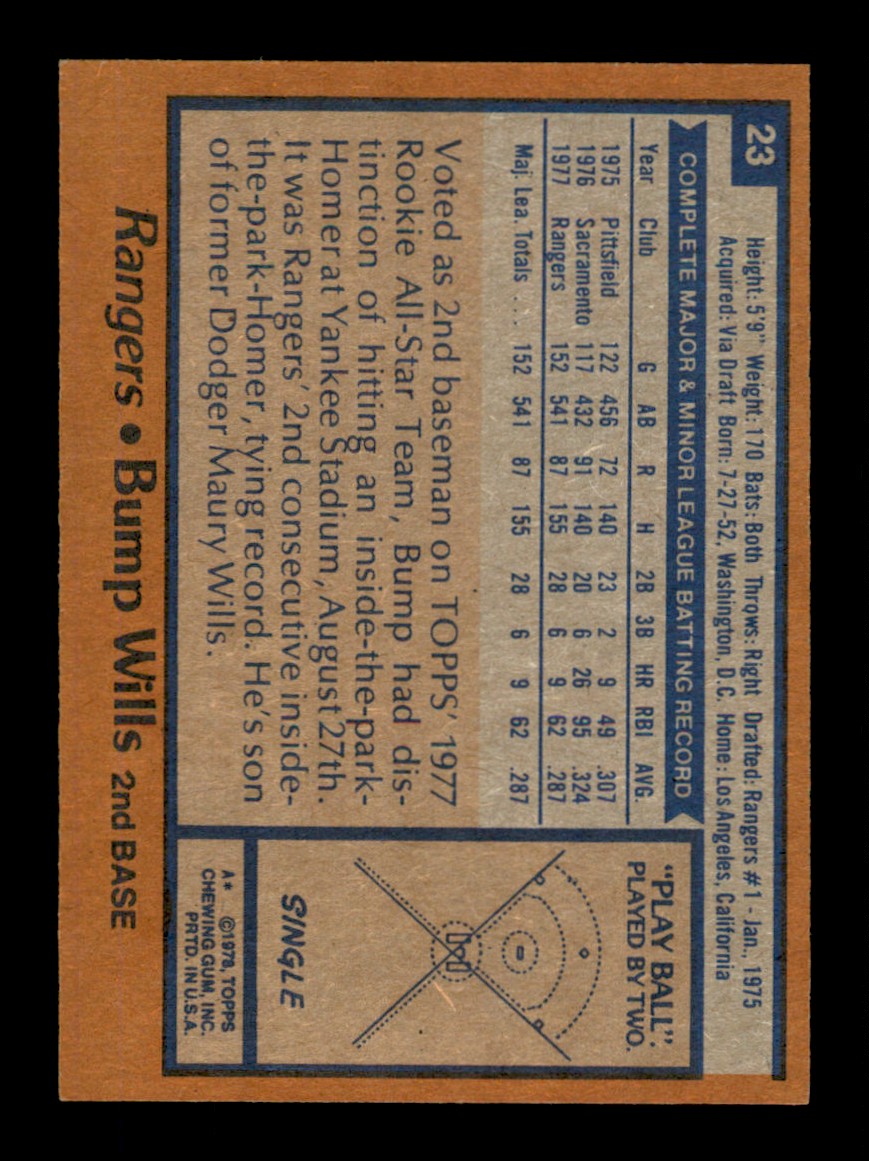 23
Height: 5'9" Weight: 170 Bats: Both Throws: Right Drafted: Rangers #1 - Jan., 1975
Acquired: Via Draft Born: 7-27-52, Washington, D.C. Home: Los Angeles, California
COMPLETE MAJOR & MINOR LEAGUE BATTING RECORD
Year Club G AB R H 2B 3B HR RBI AVG.
1975 Pittsfield 122 456 72 140 23 2 9 49 .307
1976 Sacramento 117 432 91 140 20 6 26 95 .324
1977 Rangers 152 541 87 155 28 6 9 62 .287
Maj. Lea. Totals ... 152 541 87 155 28 6 9 62 .287
Voted as 2nd baseman on TOPPS' 1977
Rookie All-Star Team, Bump had dis-
tinction of hitting an inside-the-park-
Homer at Yankee Stadium, August 27th.
It was Rangers' 2nd consecutive inside-
the-park-Homer, tying record. He's son
of former Dodger Maury Wills.
"PLAY BALL":
PLAYED BY TWO.
SINGLE
A* ©1978, TOPPS
CHEWING GUM, INC.
PRTD. IN U.S.A.
Rangers • Bump Wills 2nd BASE